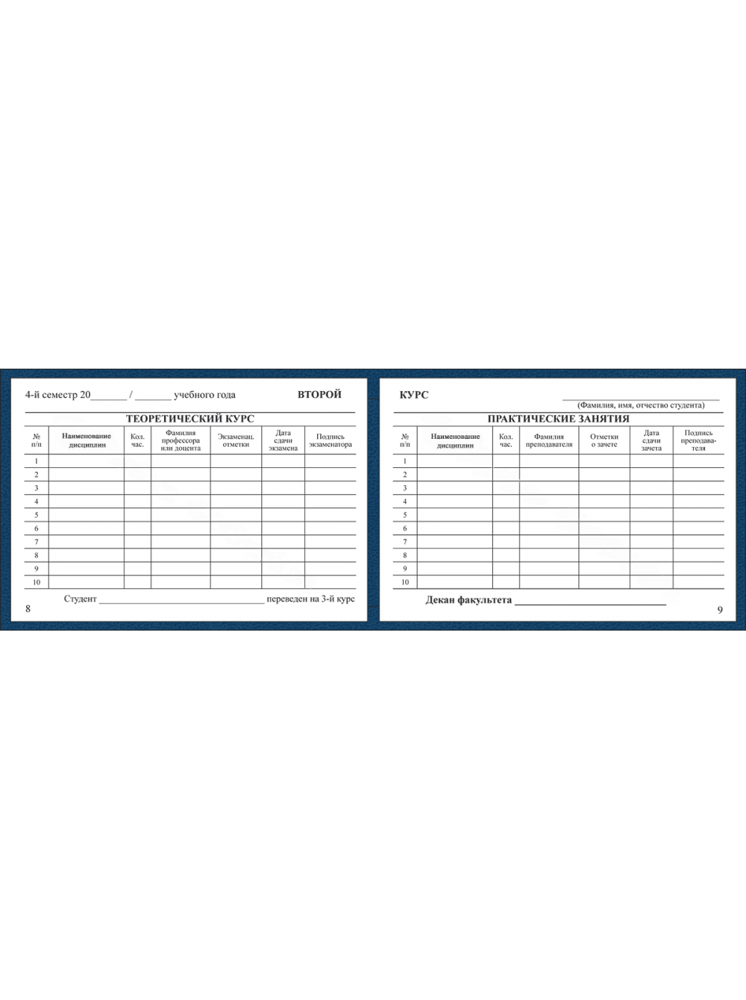 4-й семестр 20_______ / _______ учебного года ВТОРОЙ
ТЕОРЕТИЧЕСКИЙ КУРС
№ п/п Наименование дисциплин Кол. час. Фамилия профессора или доцента Экзаменац. отметки Дата сдачи экзамена Подпись экзаменатора
1
2
3
4
5
6
7
8
9
10
Студент ________________________________ переведен на 3-й курс
8
КУРС
(Фамилия, имя, отчество студента)
ПРАКТИЧЕСКИЕ ЗАНЯТИЯ
№ п/п Наименование дисциплин Кол. час. Фамилия преподавателя Отметки о зачете Дата сдачи зачета Подпись преподава-теля
1
2
3
4
5
6
7
8
9
10
Декан факультета ____________________________
9